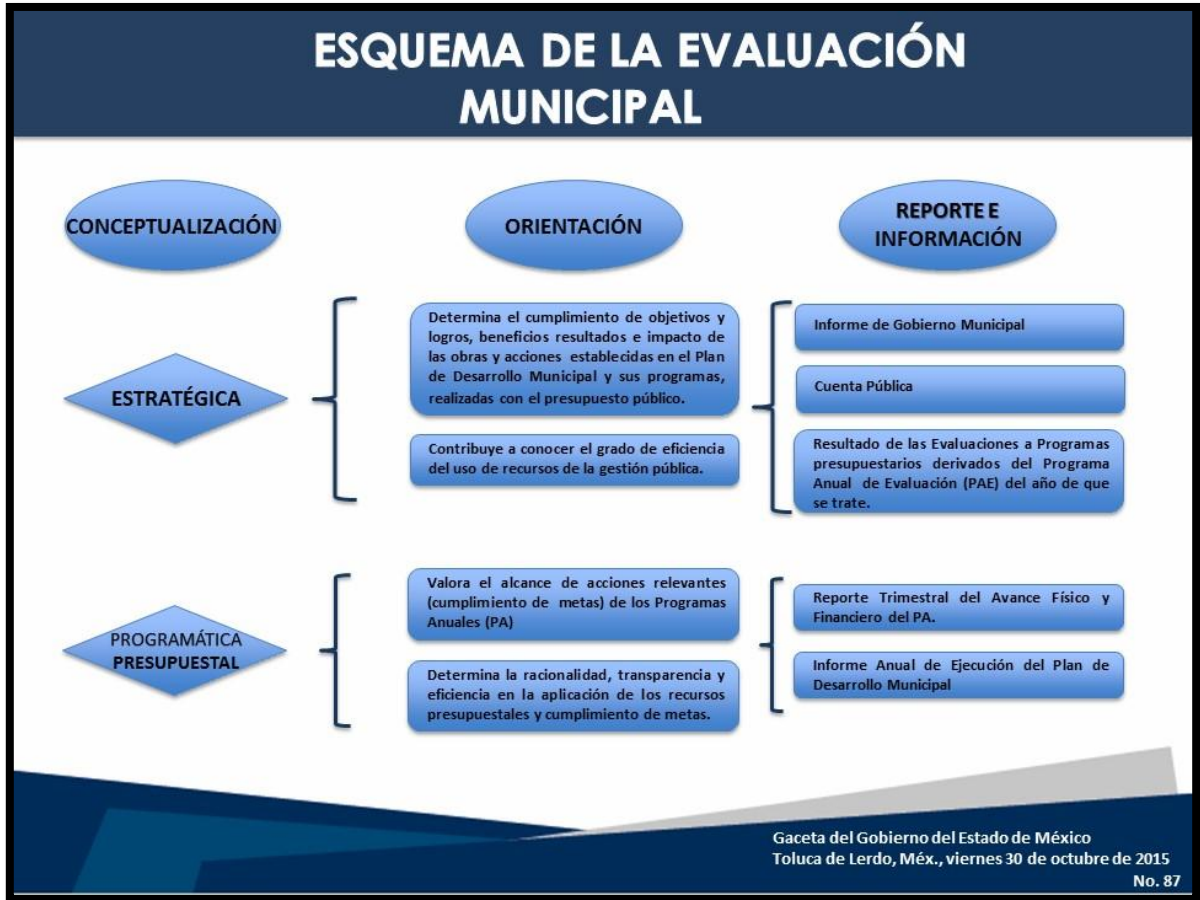 ESQUEMA DE LA EVALUACIÓN
MUNICIPAL
CONCEPTUALIZACIÓN
ORIENTACIÓN
REPORTE E
INFORMACIÓN
ESTRATÉGICA
Determina el cumplimiento de objetivos y
logros, beneficios resultados e impacto de
las obras y acciones establecidas en el Plan
de Desarrollo Municipal y sus programas,
realizadas con el presupuesto público.
Contribuye a conocer el grado de eficiencia
del uso de recursos de la gestión pública.
Informe de Gobierno Municipal
Cuenta Pública
Resultado de las Evaluaciones a Programas
presupuestarios derivados del Programa
Anual de Evaluación (PAE) del año de que
se trate.
PROGRAMÁTICA
PRESUPUESTAL
Valora el alcance de acciones relevantes
(cumplimiento de metas) de los Programas
Anuales (PA)
Determina la racionalidad, transparencia y
eficiencia en la aplicación de los recursos
presupuestales y cumplimiento de metas.
Reporte Trimestral del Avance Físico y
Financiero del PA.
Informe Anual de Ejecución del Plan de
Desarrollo Municipal
Gaceta del Gobierno del Estado de México
Toluca de Lerdo, Méx., viernes 30 de octubre de 2015
No. 87